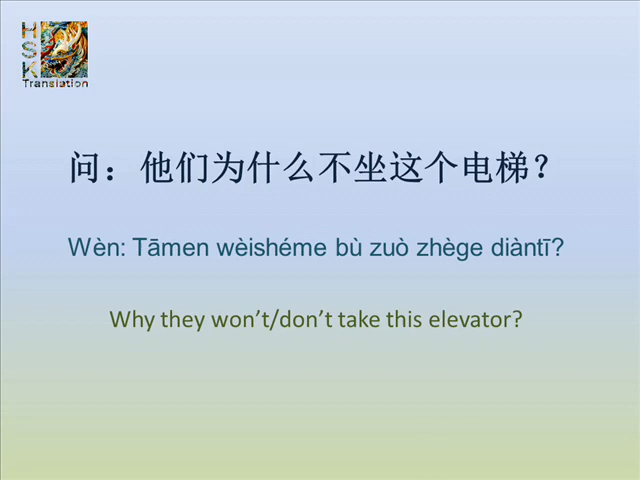 HSK
Translation
问：他们为什么不坐这个电梯？
Wèn: Tāmen wèishéme bù zuò zhège diàntī?
Why they won’t/don’t take this elevator?